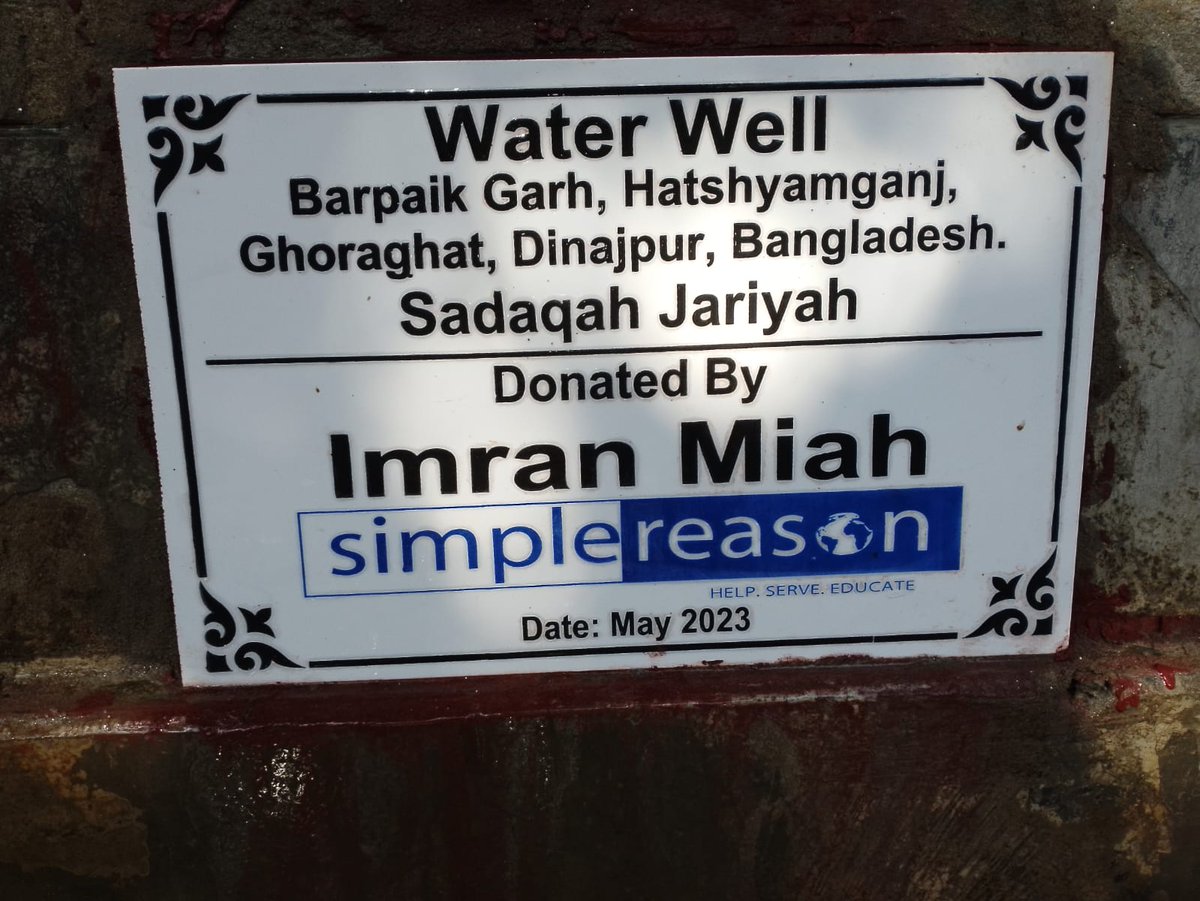 Water Well
Barpaik Garh, Hatshyamganj,
Ghoraghat, Dinajpur, Bangladesh.
Sadaqah Jariyah
Donated By
Imran Miah
simplereason
HELP. SERVE. EDUCATE
Date: May 2023